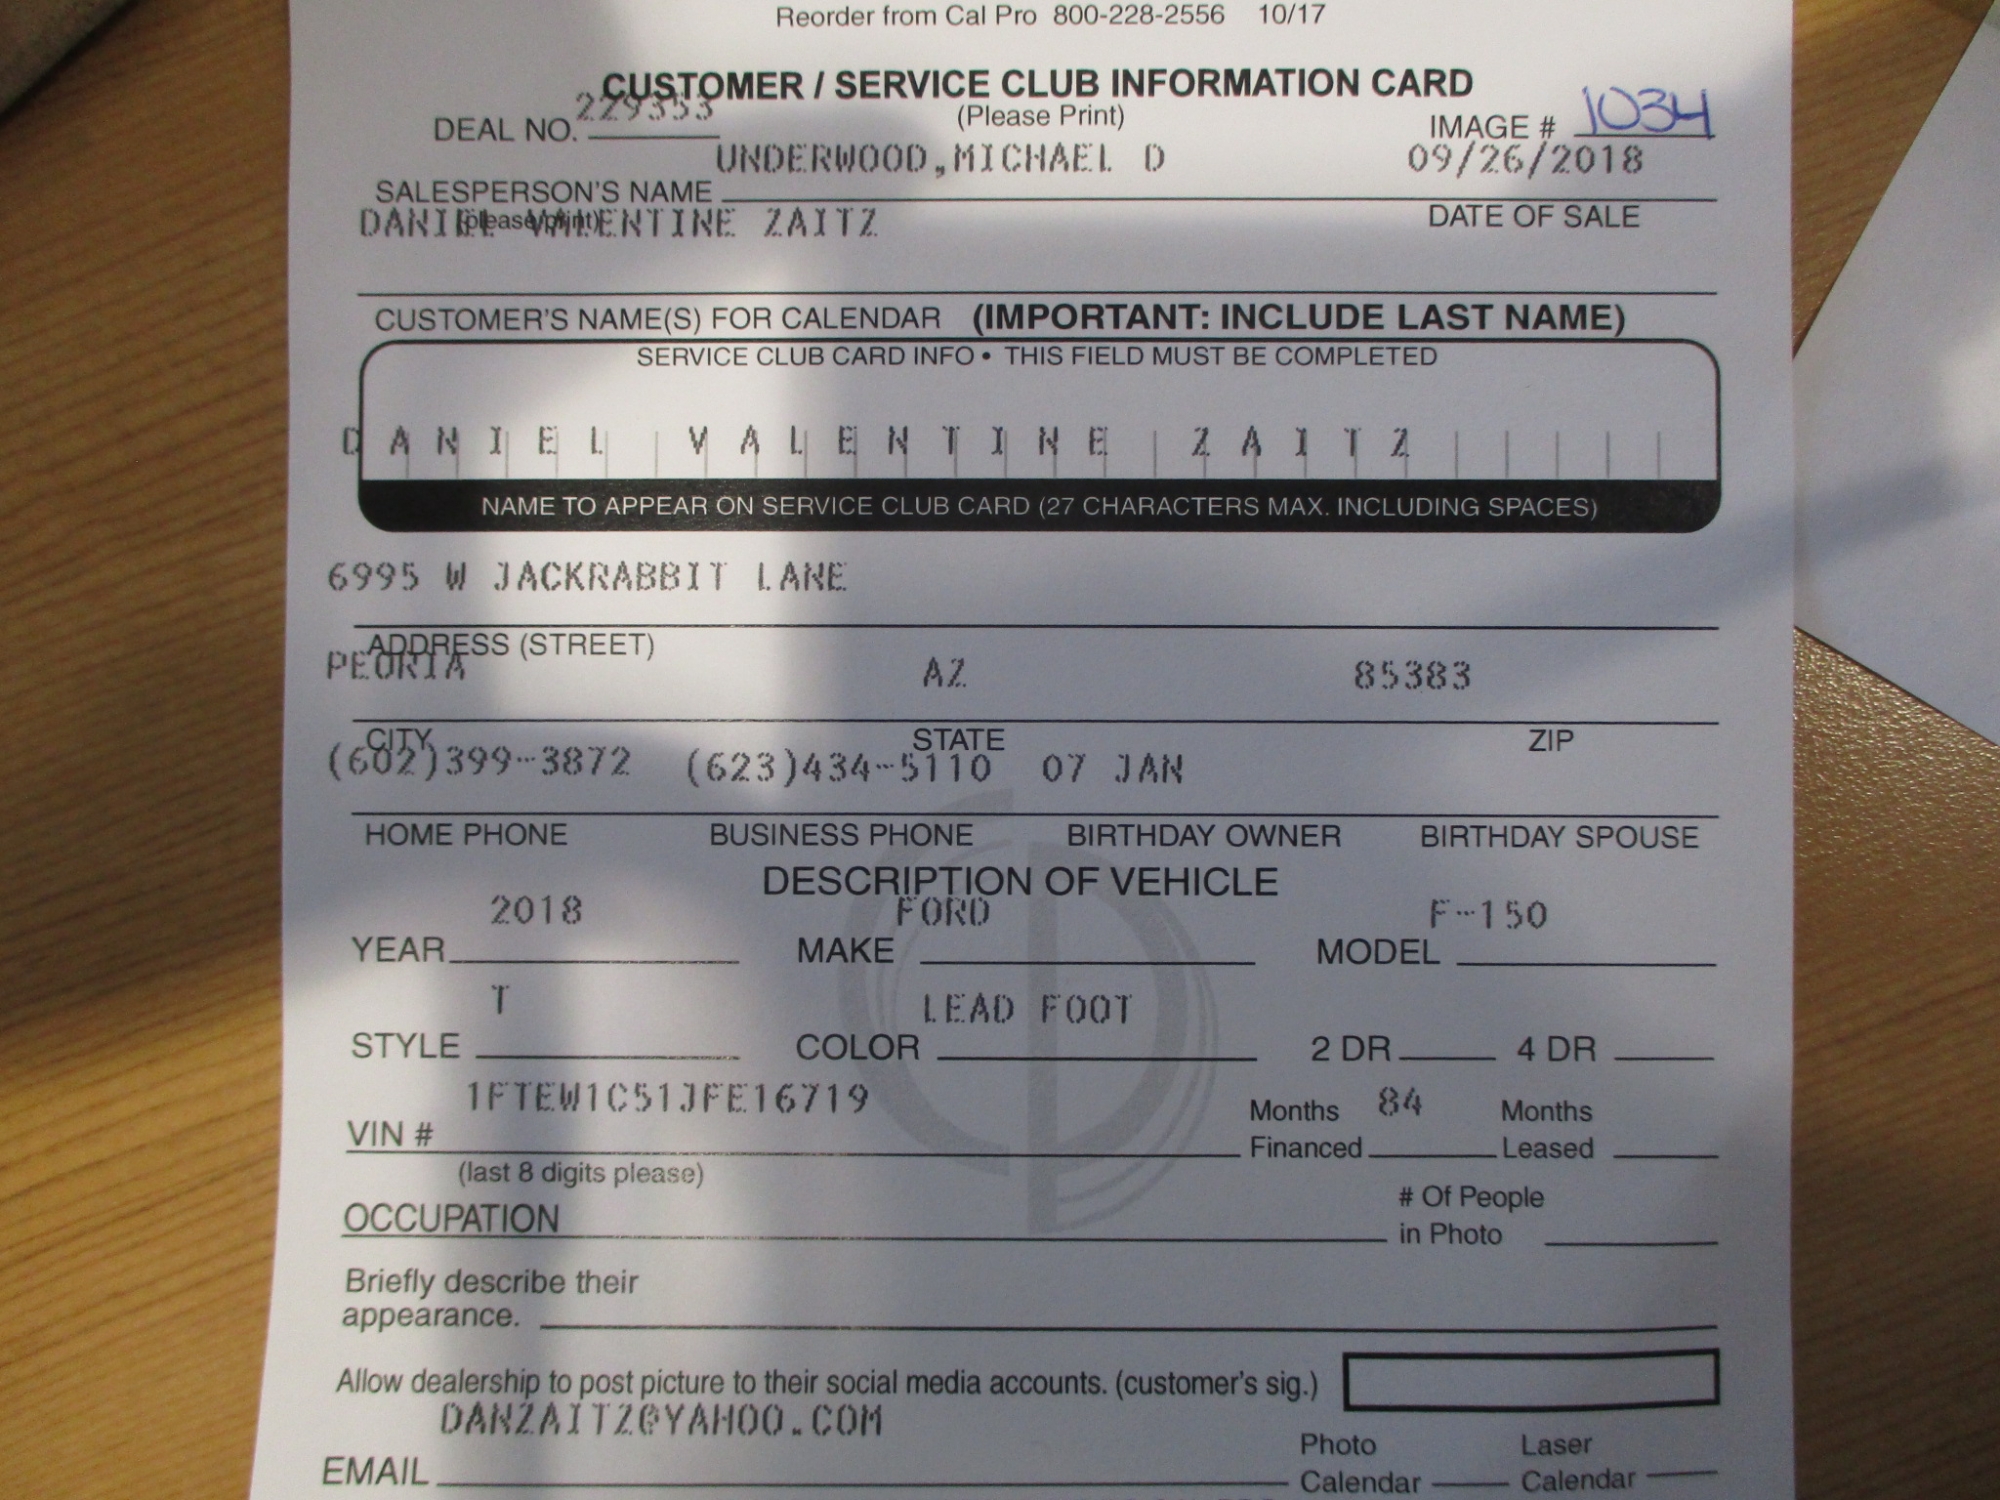 Reorder from Cal Pro 800-228-2556 10/17
CUSTOMER / SERVICE CLUB INFORMATION CARD
(Please Print)
DEAL NO. 229353
IMAGE # 1034
UNDERWOOD,MICHAEL D 09/26/2018
SALESPERSON'S NAME
(please print)
DATE OF SALE
DANIEL VALENTINE ZAITZ
CUSTOMER'S NAME(S) FOR CALENDAR (IMPORTANT: INCLUDE LAST NAME)
SERVICE CLUB CARD INFO • THIS FIELD MUST BE COMPLETED
DANIEL VALENTINE ZAITZ
NAME TO APPEAR ON SERVICE CLUB CARD (27 CHARACTERS MAX. INCLUDING SPACES)
6995 W JACKRABBIT LANE
ADDRESS (STREET)
PEORIA AZ 85383
CITY STATE ZIP
(602)399-3872 (623)434-5110 07 JAN
HOME PHONE BUSINESS PHONE BIRTHDAY OWNER BIRTHDAY SPOUSE
DESCRIPTION OF VEHICLE
2018 FORD F-150
YEAR MAKE MODEL
T LEAD FOOT
STYLE COLOR 2 DR 4 DR
1FTEW1C51JFE16719
VIN #
(last 8 digits please)
Months Financed 84
Months Leased
OCCUPATION
# Of People
in Photo
Briefly describe their
appearance.
Allow dealership to post picture to their social media accounts. (customer's sig.)
DANZAITZ@YAHOO.COM
EMAIL
Photo Calendar
Laser Calendar